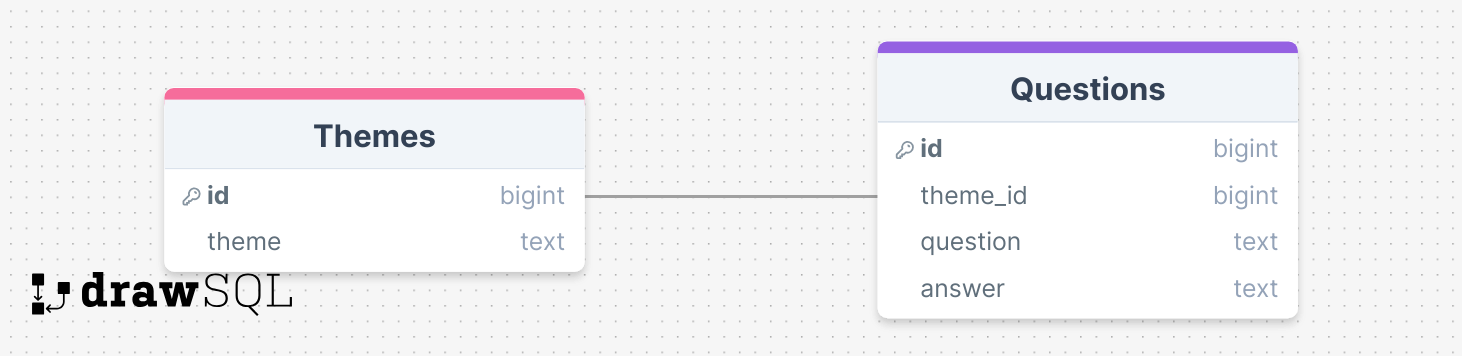 Themes
id bigint
theme text
Questions
id bigint
theme_id bigint
question text
answer text
drawSQL